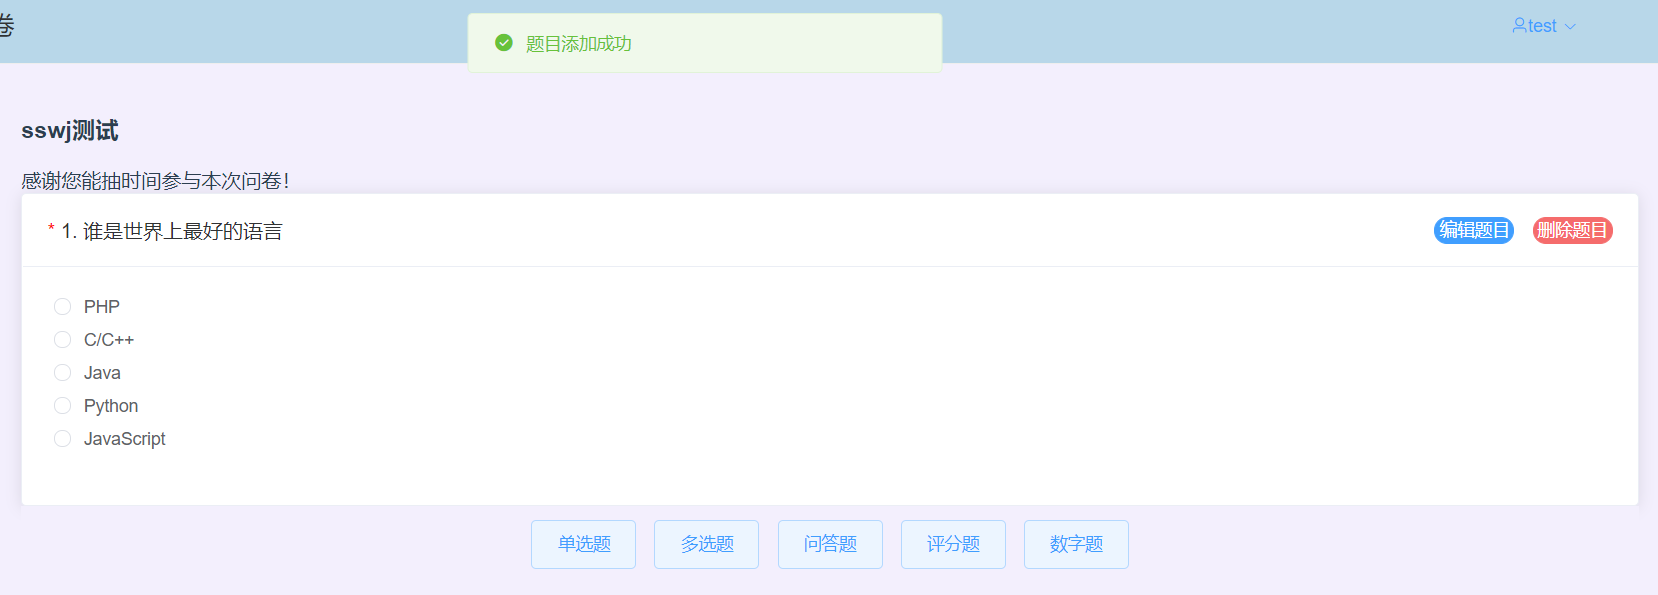 卷
题目添加成功
test
sswj测试
感谢您能抽时间参与本次问卷！
* 1. 谁是世界上最好的语言
编辑题目 删除题目
PHP
C/C++
Java
Python
JavaScript
单选题 多选题 问答题 评分题 数字题